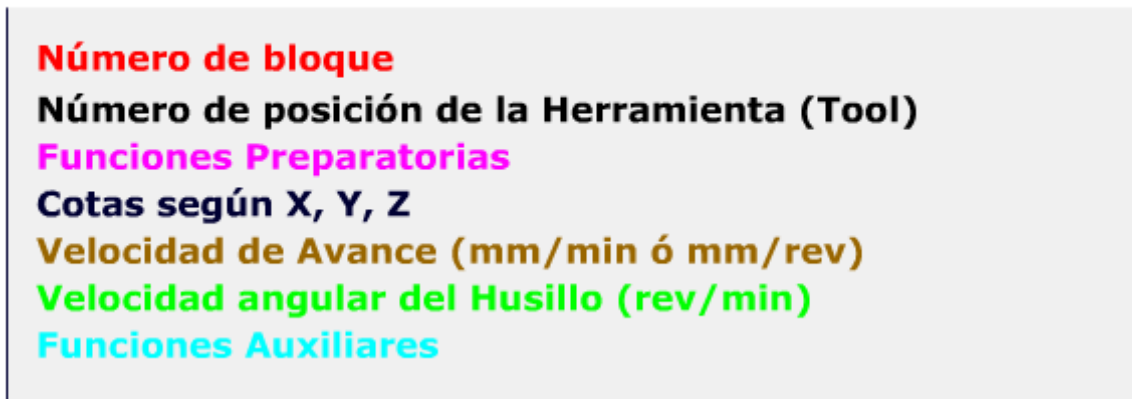 Número de bloque
Número de posición de la Herramienta (Tool)
Funciones Preparatorias
Cotas según X, Y, Z
Velocidad de Avance (mm/min ó mm/rev)
Velocidad angular del Husillo (rev/min)
Funciones Auxiliares